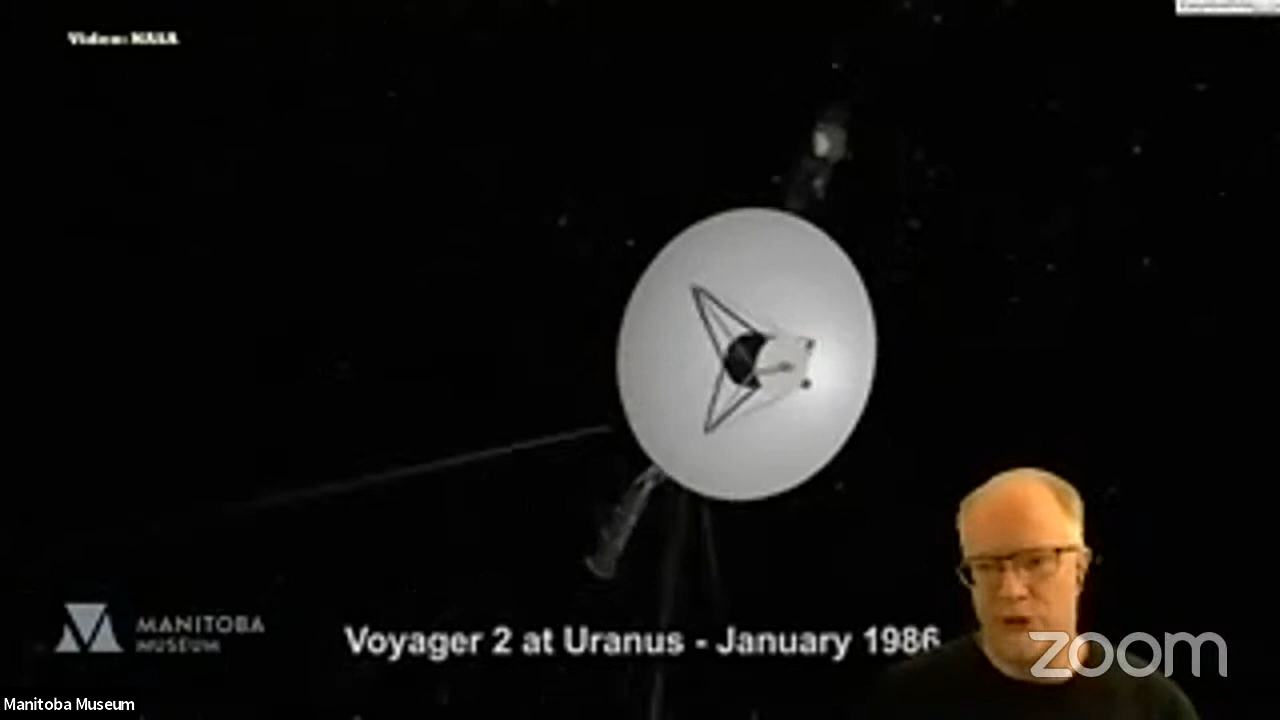 Video: NASA
MANITOBA
MUSEUM
Voyager 2 at Uranus - January 1986
zoom
Manitoba Museum